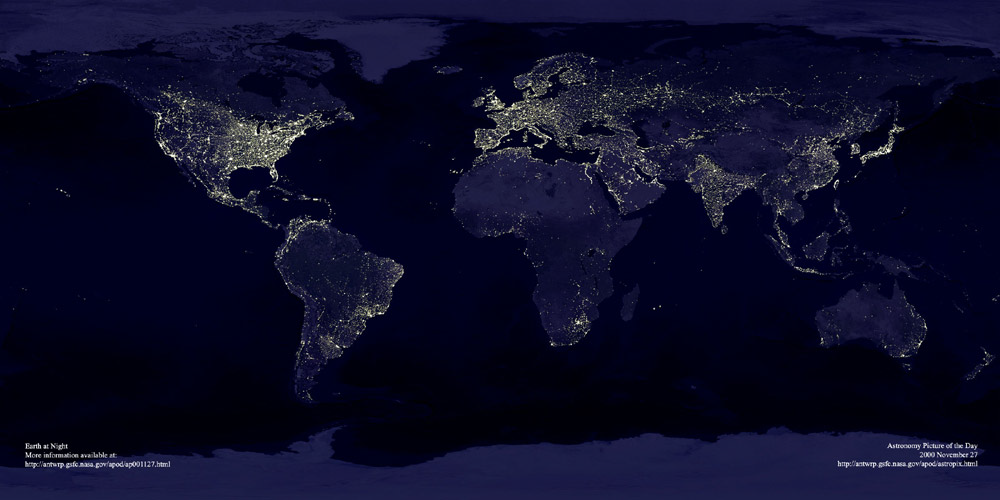 Earth at Night
More information available at:
http://antwrp.gsfc.nasa.gov/apod/ap001127.html
Astronomy Picture of the Day
2000 November 27
http://antwrp.gsfc.nasa.gov/apod/astropix.html